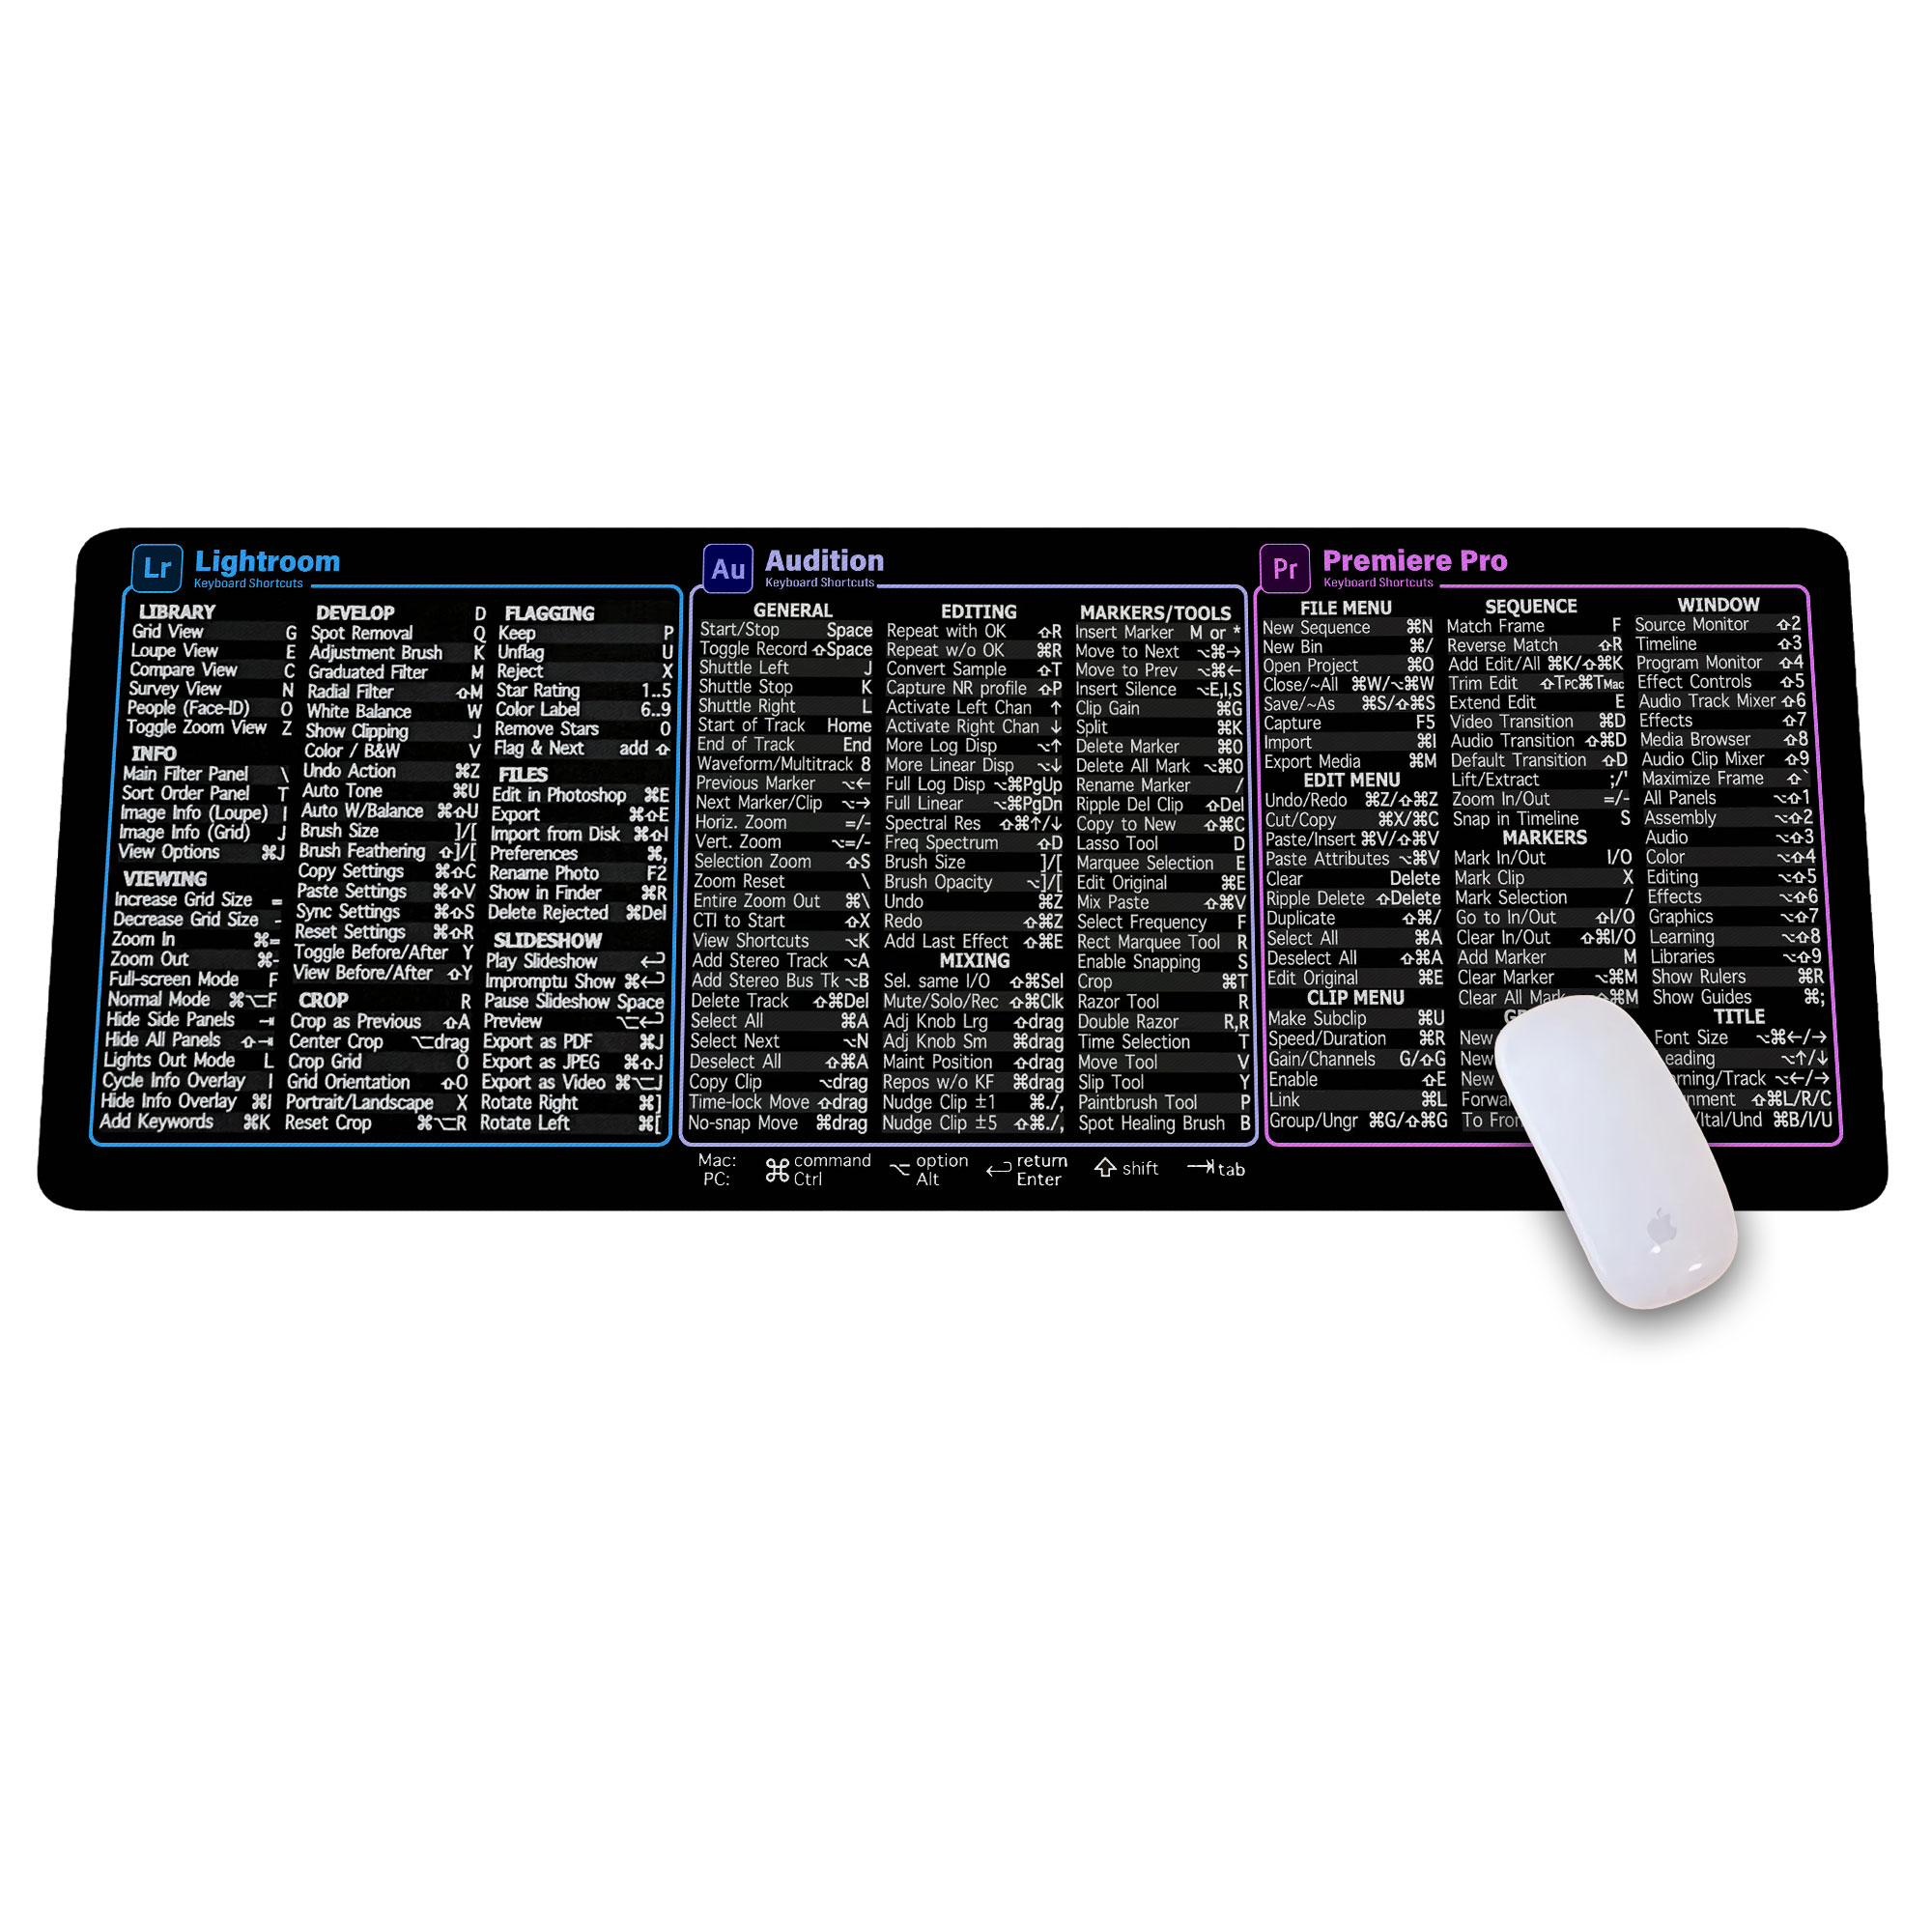 Lr Lightroom
Keyboard Shortcuts
LIBRARY
Grid View G
Loupe View E
Compare View C
Survey View N
People (Face-ID) O
Toggle Zoom View Z
INFO
Main Filter Panel \
Sort Order Panel T
Image Info (Loupe) I
Image Info (Grid) J
View Options ⌘J
VIEWING
Increase Grid Size =
Decrease Grid Size -
Zoom In ⌘=
Zoom Out ⌘-
Full-screen Mode F
Normal Mode ⌘⌥F
Hide Side Panels ⇥
Hide All Panels ⇧⇥
Lights Out Mode L
Cycle Info Overlay I
Hide Info Overlay ⌘I
Add Keywords ⌘K
DEVELOP D
Spot Removal Q
Adjustment Brush K
Graduated Filter M
Radial Filter ⇧M
White Balance W
Show Clipping J
Color / B&W V
Undo Action ⌘Z
Auto Tone ⌘U
Auto W/Balance ⌘⇧U
Brush Size ]/[
Brush Feathering ⇧]/[
Copy Settings ⌘⇧C
Paste Settings ⌘⇧V
Sync Settings ⌘⇧S
Reset Settings ⌘⇧R
Toggle Before/After Y
View Before/After ⇧Y
CROP R
Crop as Previous ⇧A
Center Crop ⌥drag
Crop Grid O
Grid Orientation ⇧O
Portrait/Landscape X
Reset Crop ⌘⌥R
FLAGGING
Keep P
Unflag U
Reject X
Star Rating 1..5
Color Label 6..9
Remove Stars 0
Flag & Next add ⇧
FILES
Edit in Photoshop ⌘E
Export ⌘⇧E
Import from Disk ⌘⇧I
Preferences ⌘,
Rename Photo F2
Show in Finder ⌘R
Delete Rejected ⌘Del
SLIDESHOW
Play Slideshow ↩
Impromptu Show ⌘↩
Pause Slideshow Space
Preview ⌥↩
Export as PDF ⌘J
Export as JPEG ⌘⇧J
Export as Video ⌘⌥J
Rotate Right ⌘]
Rotate Left ⌘[
Au Audition
Keyboard Shortcuts
GENERAL
Start/Stop Space
Toggle Record ⇧Space
Shuttle Left J
Shuttle Stop K
Shuttle Right L
Start of Track Home
End of Track End
Waveform/Multitrack 8
Previous Marker ⌥←
Next Marker/Clip ⌥→
Horiz. Zoom =/-
Vert. Zoom ⌥=/-
Selection Zoom ⇧S
Zoom Reset \
Entire Zoom Out ⌘\
CTI to Start ⇧X
View Shortcuts ⌥K
Add Stereo Track ⌥A
Add Stereo Bus Tk ⌥B
Delete Track ⇧⌘Del
Select All ⌘A
Select Next ⌥N
Deselect All ⇧⌘A
Copy Clip ⌥drag
Time-lock Move ⇧drag
No-snap Move ⌘drag
EDITING
Repeat with OK ⇧R
Repeat w/o OK ⌘R
Convert Sample ⇧T
Capture NR profile ⇧P
Activate Left Chan ↑
Activate Right Chan ↓
More Log Disp ⌥↑
More Linear Disp ⌥↓
Full Log Disp ⌥⌘PgUp
Full Linear ⌥⌘PgDn
Spectral Res ⇧⌘↑/↓
Freq Spectrum ⇧D
Brush Size ]/[
Brush Opacity ⌥]/[
Undo ⌘Z
Redo ⇧⌘Z
Add Last Effect ⇧⌘E
MIXING
Sel. same I/O ⇧⌘Sel
Mute/Solo/Rec ⇧⌘Clk
Adj Knob Lrg ⇧drag
Adj Knob Sm ⌘drag
Maint Position ⇧drag
Repos w/o KF ⌘drag
Nudge Clip ±1 ⌘./,
Nudge Clip ±5 ⇧⌘./,
MARKERS/TOOLS
Insert Marker M or *
Move to Next ⌥⌘→
Move to Prev ⌥⌘←
Insert Silence ⌥E,I,S
Clip Gain ⌘G
Split ⌘K
Delete Marker ⌘0
Delete All Mark ⌥⌘0
Rename Marker /
Ripple Del Clip ⇧Del
Copy to New ⇧⌘C
Lasso Tool D
Marquee Selection E
Edit Original ⌘E
Mix Paste ⇧⌘V
Select Frequency F
Rect Marquee Tool R
Enable Snapping S
Crop ⌘T
Razor Tool R
Double Razor R,R
Time Selection T
Move Tool V
Slip Tool Y
Paintbrush Tool P
Spot Healing Brush B
Pr Premiere Pro
Keyboard Shortcuts
FILE MENU
New Sequence ⌘N
New Bin ⌘/
Open Project ⌘O
Close/~All ⌘W/⌥⌘W
Save/~As ⌘S/⇧⌘S
Capture F5
Import ⌘I
Export Media ⌘M
EDIT MENU
Undo/Redo ⌘Z/⇧⌘Z
Cut/Copy ⌘X/⌘C
Paste/Insert ⌘V/⇧⌘V
Paste Attributes ⌥⌘V
Clear Delete
Ripple Delete ⇧Delete
Duplicate ⇧⌘/
Select All ⌘A
Deselect All ⇧⌘A
Edit Original ⌘E
CLIP MENU
Make Subclip ⌘U
Speed/Duration ⌘R
Gain/Channels G/⇧G
Enable ⇧E
Link ⌘L
Group/Ungr ⌘G/⇧⌘G
SEQUENCE
Match Frame F
Reverse Match ⇧R
Add Edit/All ⌘K/⇧⌘K
Trim Edit ⇧TPC⌘TMac
Extend Edit E
Video Transition ⌘D
Audio Transition ⇧⌘D
Default Transition ⇧D
Lift/Extract ;/'
Zoom In/Out =/-
Snap in Timeline S
MARKERS
Mark In/Out I/O
Mark Clip X
Mark Selection /
Go to In/Out ⇧I/O
Clear In/Out ⇧⌘I/O
Add Marker M
Clear Marker ⌥⌘M
Clear All Mark ⌘M
New
New
New
To
WINDOW
Source Monitor ⇧2
Timeline ⇧3
Program Monitor ⇧4
Effect Controls ⇧5
Audio Track Mixer ⇧6
Effects ⇧7
Media Browser ⇧8
Audio Clip Mixer ⇧9
Maximize Frame ⇧`
All Panels ⌥⇧1
Assembly ⌥⇧2
Audio ⌥⇧3
Color ⌥⇧4
Editing ⌥⇧5
Effects ⌥⇧6
Graphics ⌥⇧7
Learning ⌥⇧8
Libraries ⌥⇧9
Show Rulers ⌘R
Show Guides ⌘;
TITLE
Font Size ⌥⌘←/→
⌥↑/↓
/Track ⌥←/→
⇧⌘L/R/C
/Ital/Und ⌘B/I/U
Mac: ⌘ command ⌥ option ↩ return ⇧ shift ⇥ tab
PC: Ctrl Alt Enter